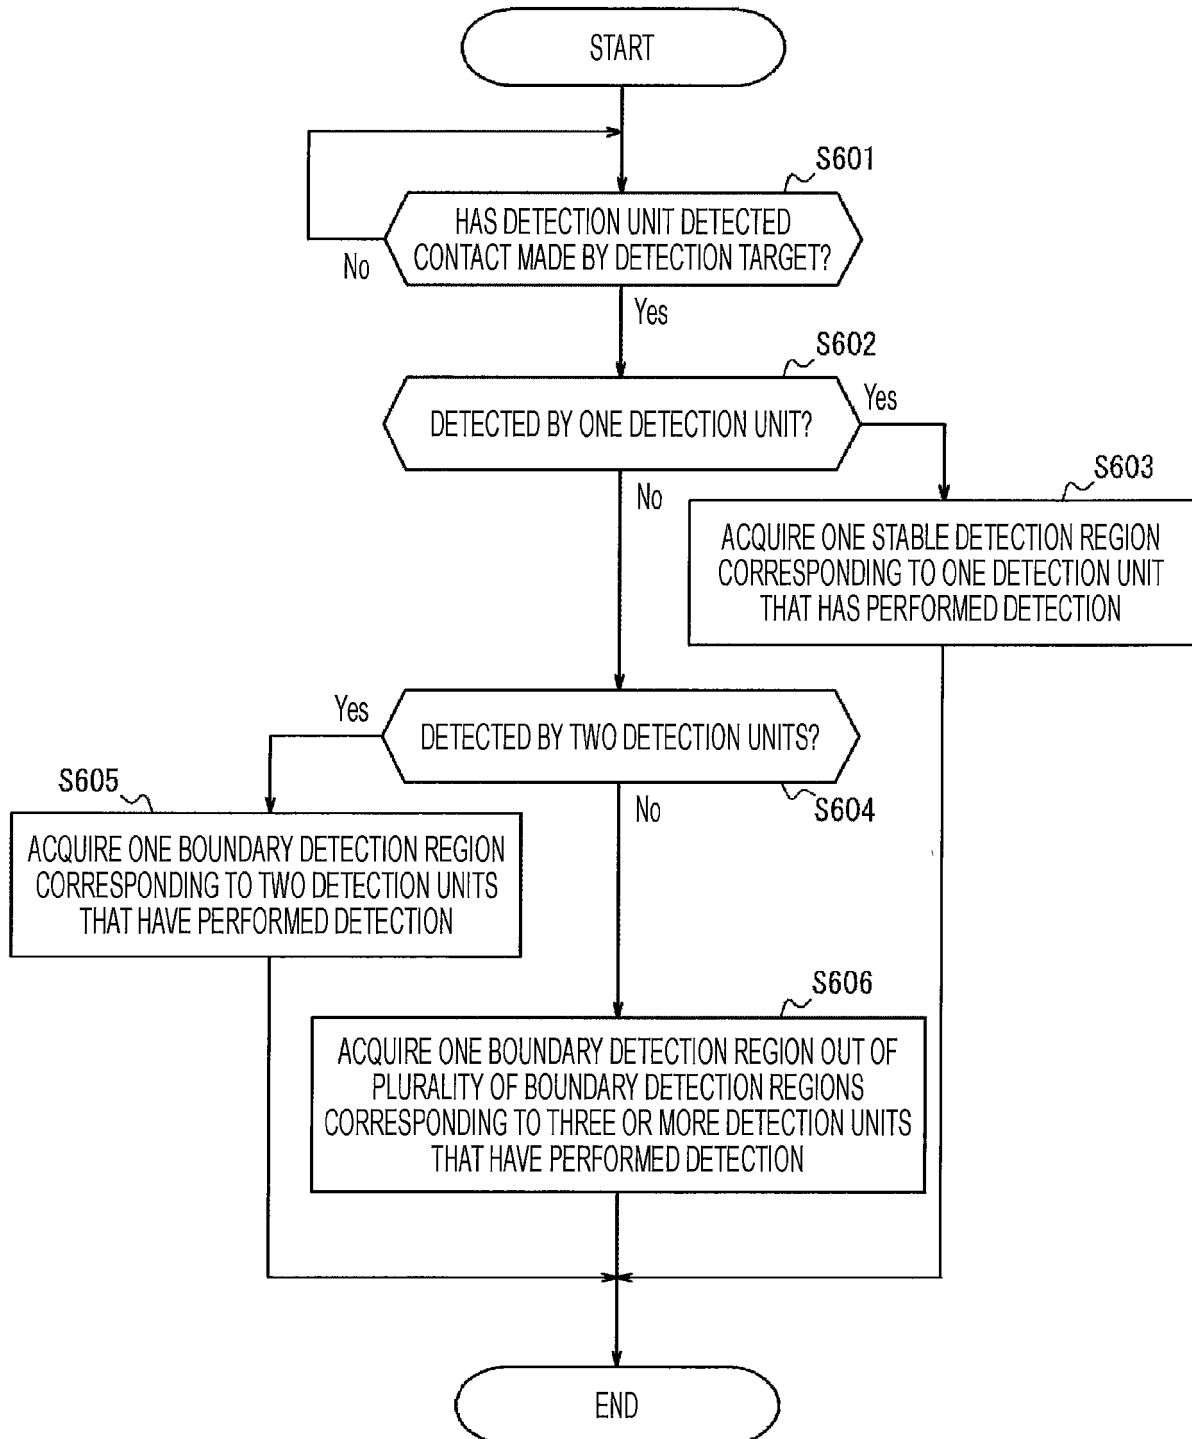 START
S601
HAS DETECTION UNIT DETECTED
CONTACT MADE BY DETECTION TARGET?
No
Yes
S602
DETECTED BY ONE DETECTION UNIT?
Yes
No
S603
ACQUIRE ONE STABLE DETECTION REGION
CORRESPONDING TO ONE DETECTION UNIT
THAT HAS PERFORMED DETECTION
Yes
DETECTED BY TWO DETECTION UNITS?
S604
No
S605
ACQUIRE ONE BOUNDARY DETECTION REGION
CORRESPONDING TO TWO DETECTION UNITS
THAT HAVE PERFORMED DETECTION
S606
ACQUIRE ONE BOUNDARY DETECTION REGION OUT OF
PLURALITY OF BOUNDARY DETECTION REGIONS
CORRESPONDING TO THREE OR MORE DETECTION UNITS
THAT HAVE PERFORMED DETECTION
END